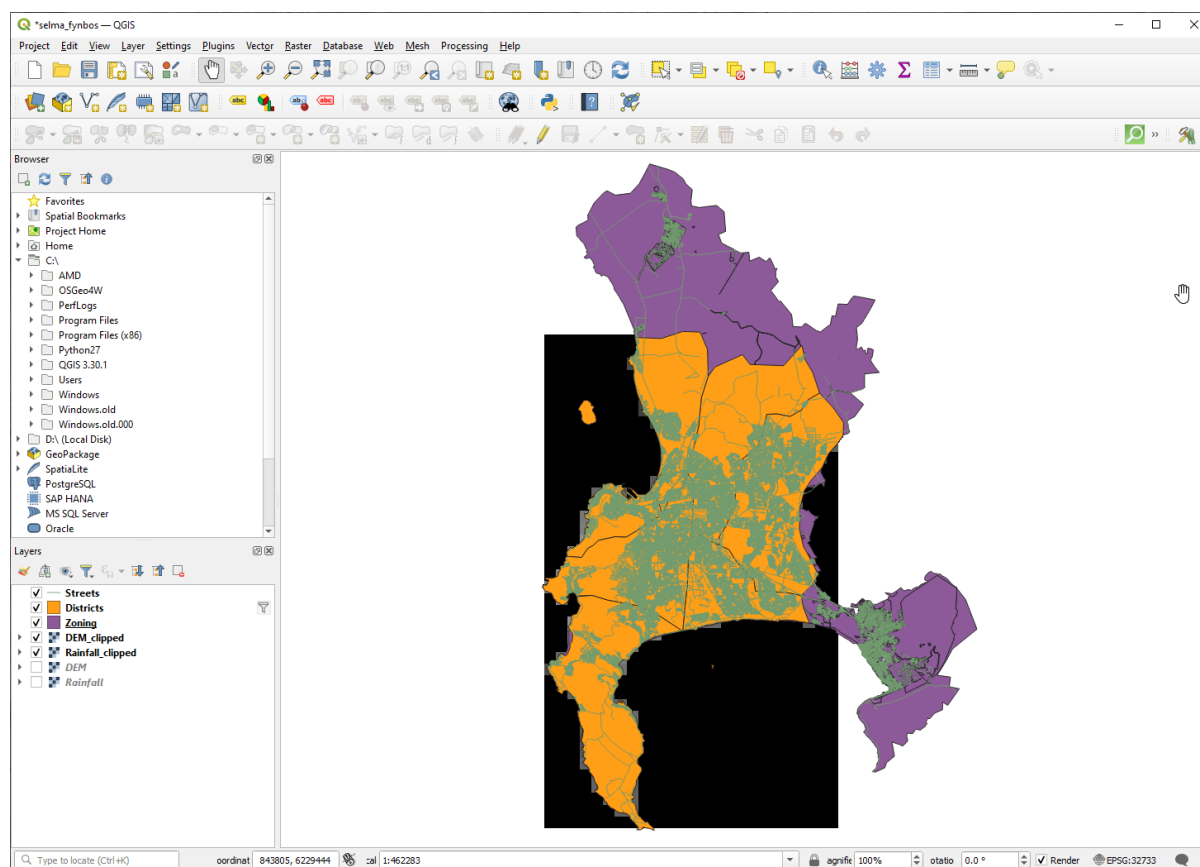 *selma_fynbos — QGIS
Project Edit View Layer Settings Plugins Vector Raster Database Web Mesh Processing Help
abc abc abc
Browser
Favorites
Spatial Bookmarks
Project Home
Home
C:\
AMD
OSGeo4W
PerfLogs
Program Files
Program Files (x86)
Python27
QGIS 3.30.1
Users
Windows
Windows.old
Windows.old.000
D:\ (Local Disk)
GeoPackage
SpatiaLite
PostgreSQL
SAP HANA
MS SQL Server
Oracle
Layers
Streets
Districts
Zoning
DEM_clipped
Rainfall_clipped
DEM
Rainfall
Type to locate (Ctrl+K) oordinat 843805, 6229444 :al 1:462283 agnifie 100% otatio 0.0 ° Render EPSG:32733